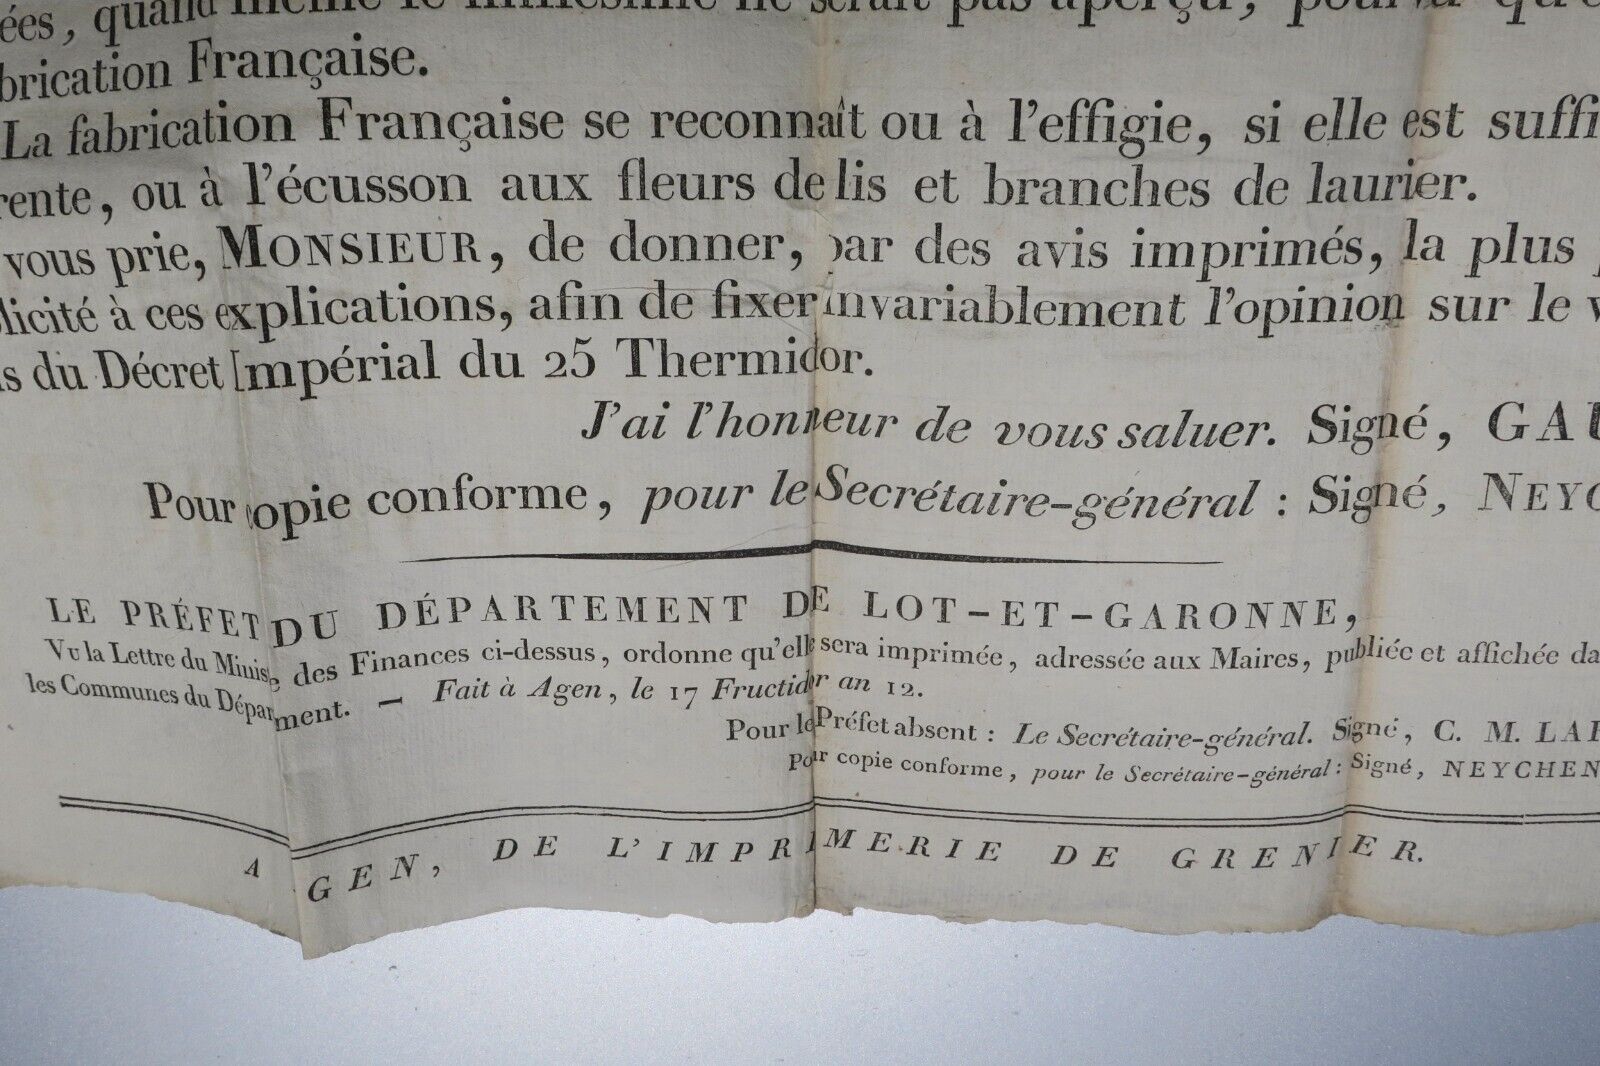 ées, quand même le millésime ne serait pas aperçu, pourvu qu'e
brication Française.
La fabrication Française se reconnaît ou à l'effigie, si elle est suffi
rente, ou à l'écusson aux fleurs de lis et branches de laurier.
vous prie, MONSIEUR, de donner, par des avis imprimés, la plus
licité à ces explications, afin de fixer invariablement l'opinion sur le v
s du Décret Impérial du 25 Thermidor.
J'ai l'honneur de vous saluer. Signé, GAU
Pour copie conforme, pour le Secrétaire-général : Signé, NEYC
LE PRÉFET DU DÉPARTEMENT DE LOT-ET-GARONNE,
Vu la Lettre du Minis e des Finances ci-dessus, ordonne qu'elle sera imprimée, adressée aux Maires, publiée et affichée da
les Communes du Département. — Fait à Agen, le 17 Fructidor an 12.
Pour le Préfet absent : Le Secrétaire-général. Signé, C. M. LAF
Pour copie conforme, pour le Secrétaire-général : Signé, NEYCHEN
A GEN, DE L'IMPRIMERIE DE GRENIER.